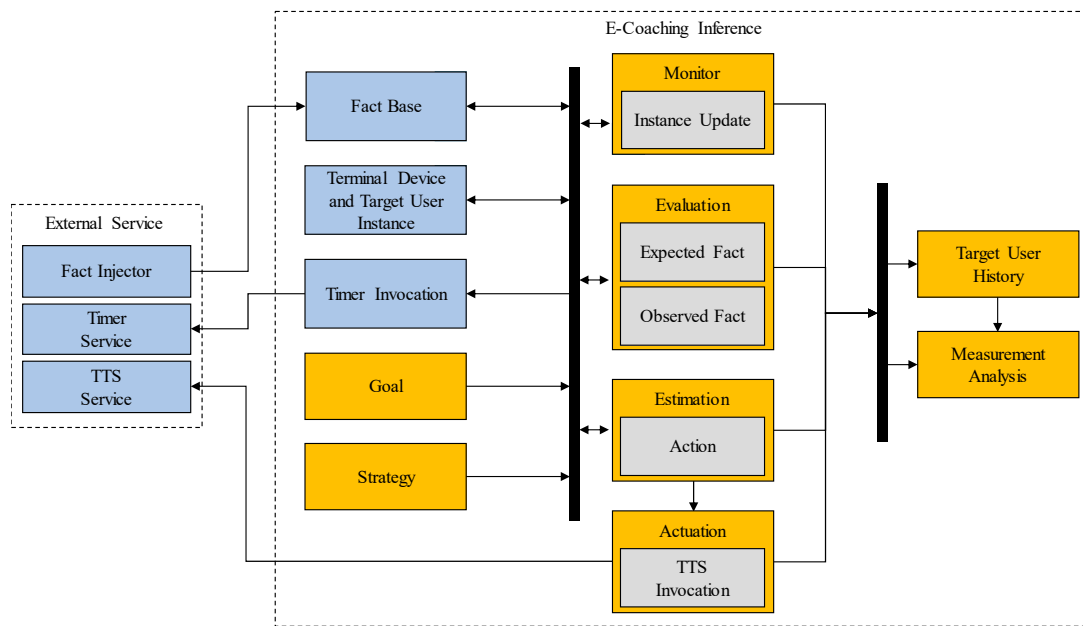 E-Coaching Inference
External Service
Fact Injector
Timer
Service
TTS
Service
Fact Base
Terminal Device
and Target User
Instance
Timer Invocation
Goal
Strategy
Monitor
Instance Update
Evaluation
Expected Fact
Observed Fact
Estimation
Action
Actuation
TTS
Invocation
Target User
History
Measurement
Analysis